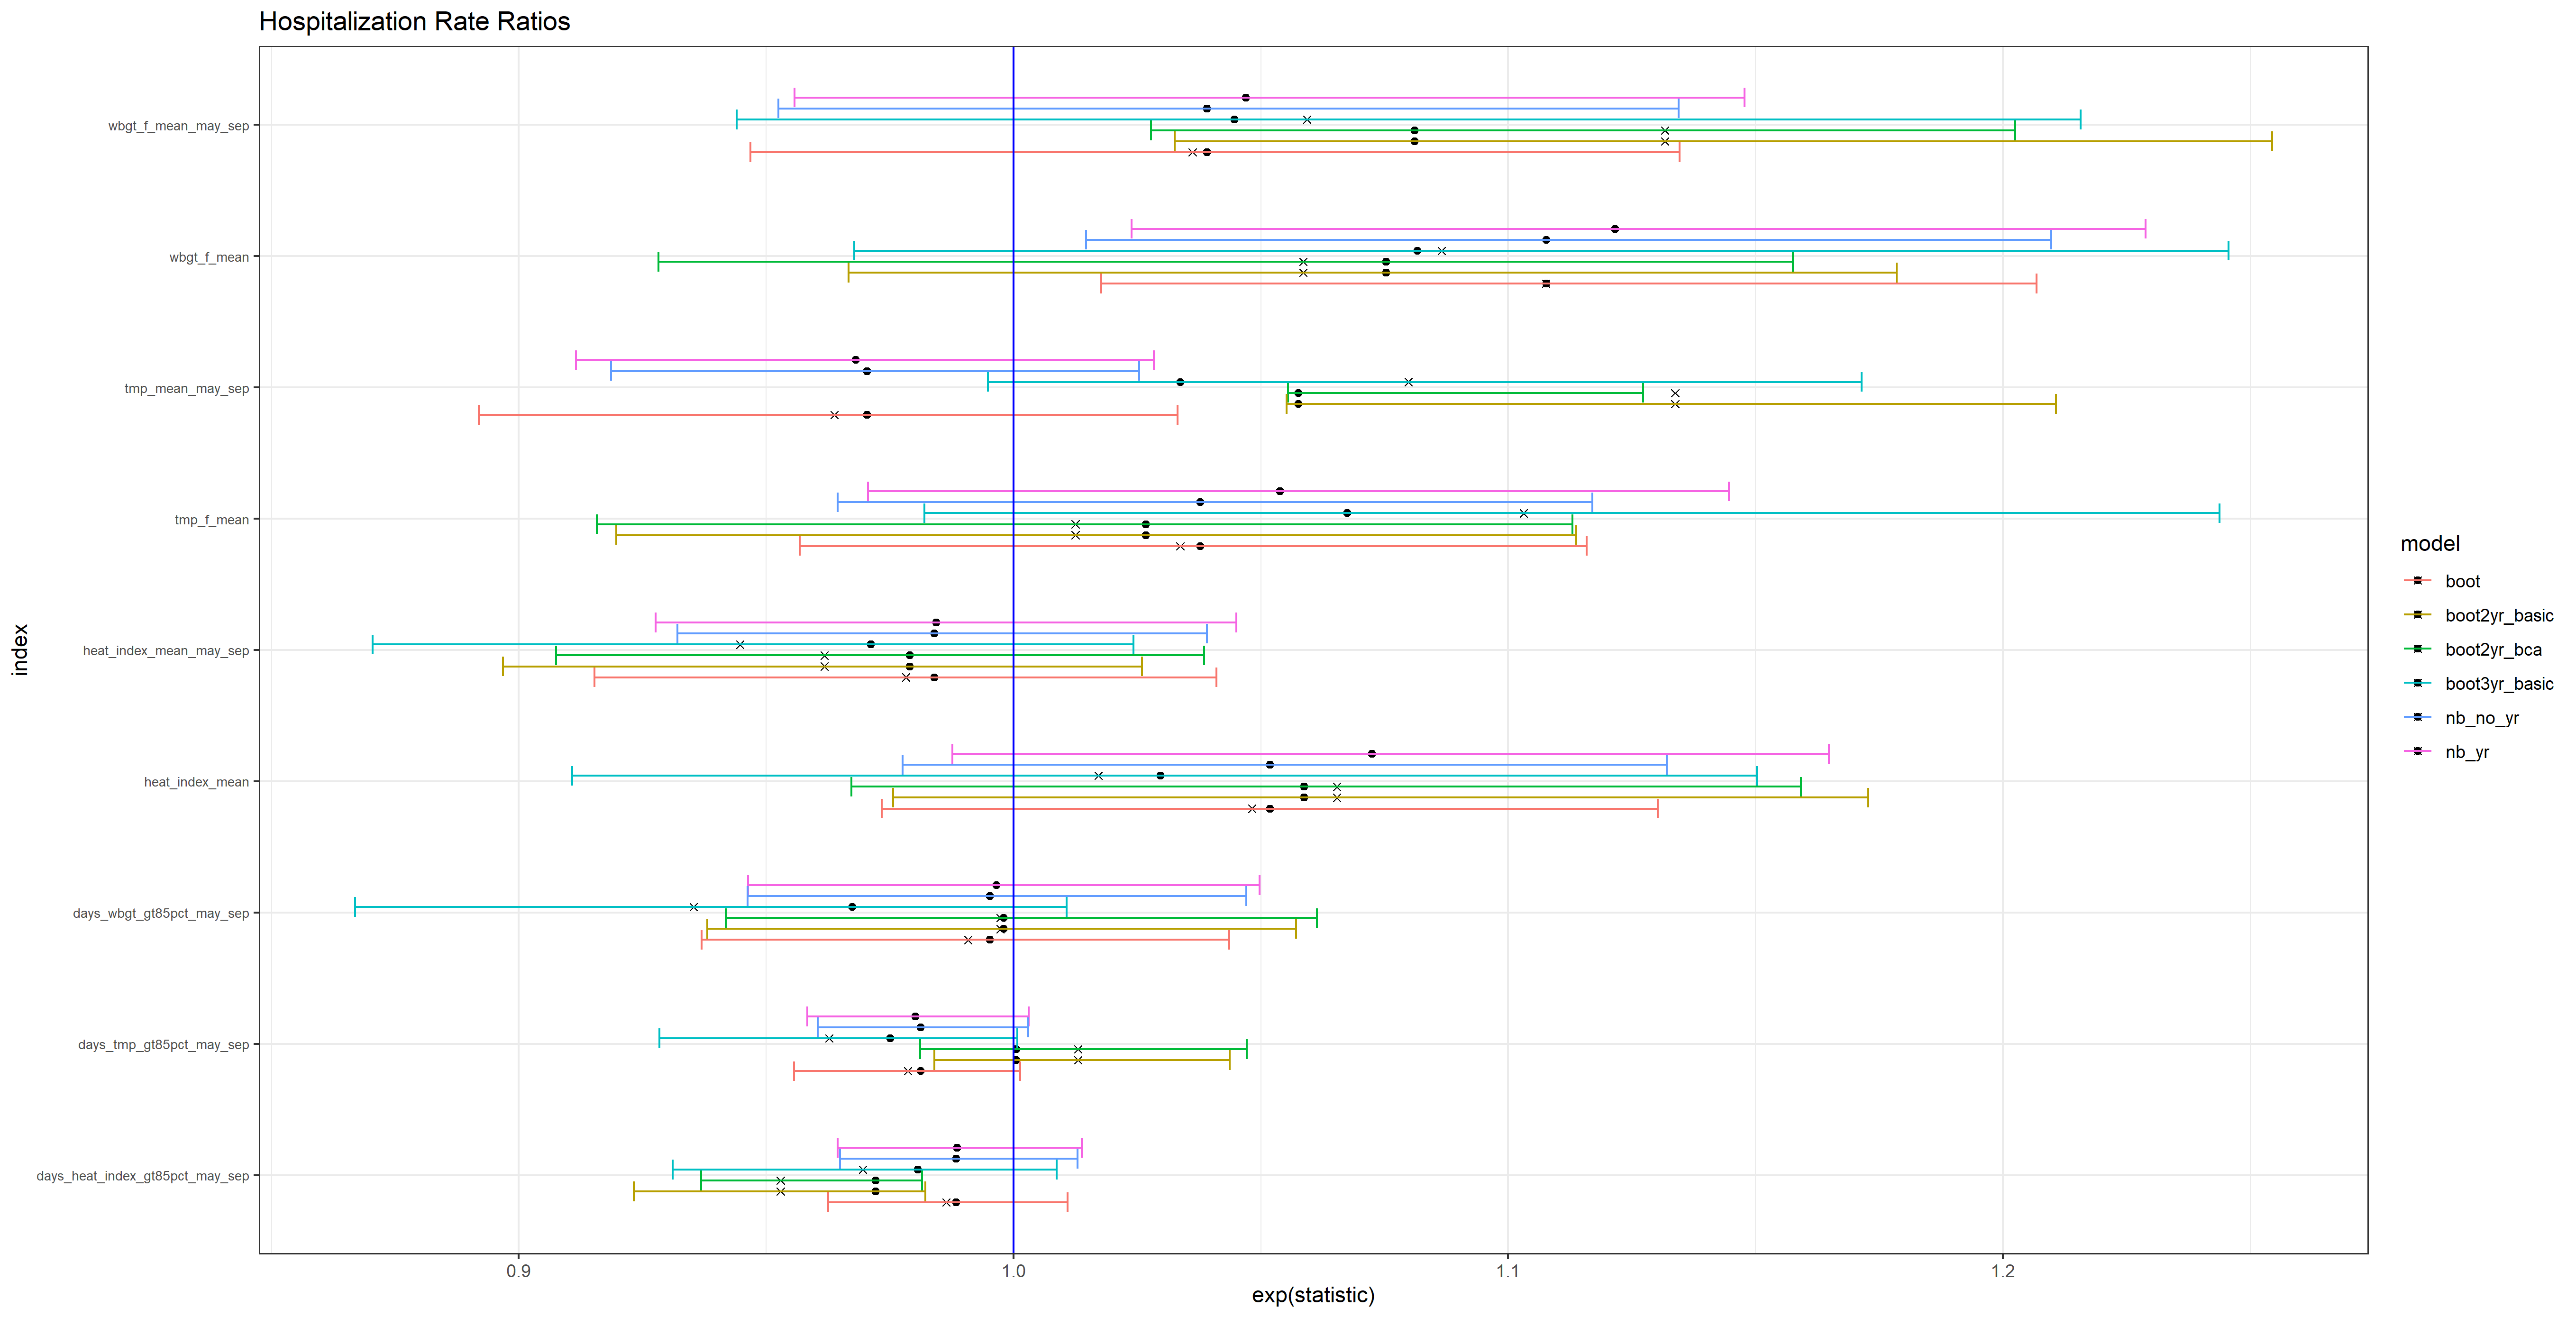 Hospitalization Rate Ratios
index
wbgt_f_mean_may_sep
wbgt_f_mean
tmp_mean_may_sep
tmp_f_mean
heat_index_mean_may_sep
heat_index_mean
days_wbgt_gt85pct_may_sep
days_tmp_gt85pct_may_sep
days_heat_index_gt85pct_may_sep
0.9 1.0 1.1 1.2
exp(statistic)
model
boot
boot2yr_basic
boot2yr_bca
boot3yr_basic
nb_no_yr
nb_yr